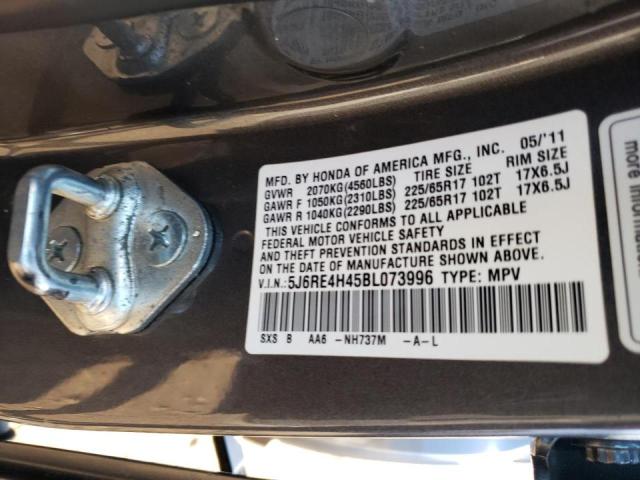 MFD. BY HONDA OF AMERICA MFG., INC. 05/'11
GVWR 2070KG(4560LBS) TIRE SIZE RIM SIZE
GAWR F 1050KG(2310LBS) 225/65R17 102T 17X6.5J
GAWR R 1040KG(2290LBS) 225/65R17 102T 17X6.5J
THIS VEHICLE CONFORMS TO ALL APPLICABLE
FEDERAL MOTOR VEHICLE SAFETY
AND THEFT PREVENTION STANDARDS IN EFFECT
ON THE DATE OF MANUFACTURE SHOWN ABOVE.
V.I.N.: 5J6RE4H45BL073996 TYPE: MPV
SXS B AA6 -NH737M -A-L
more